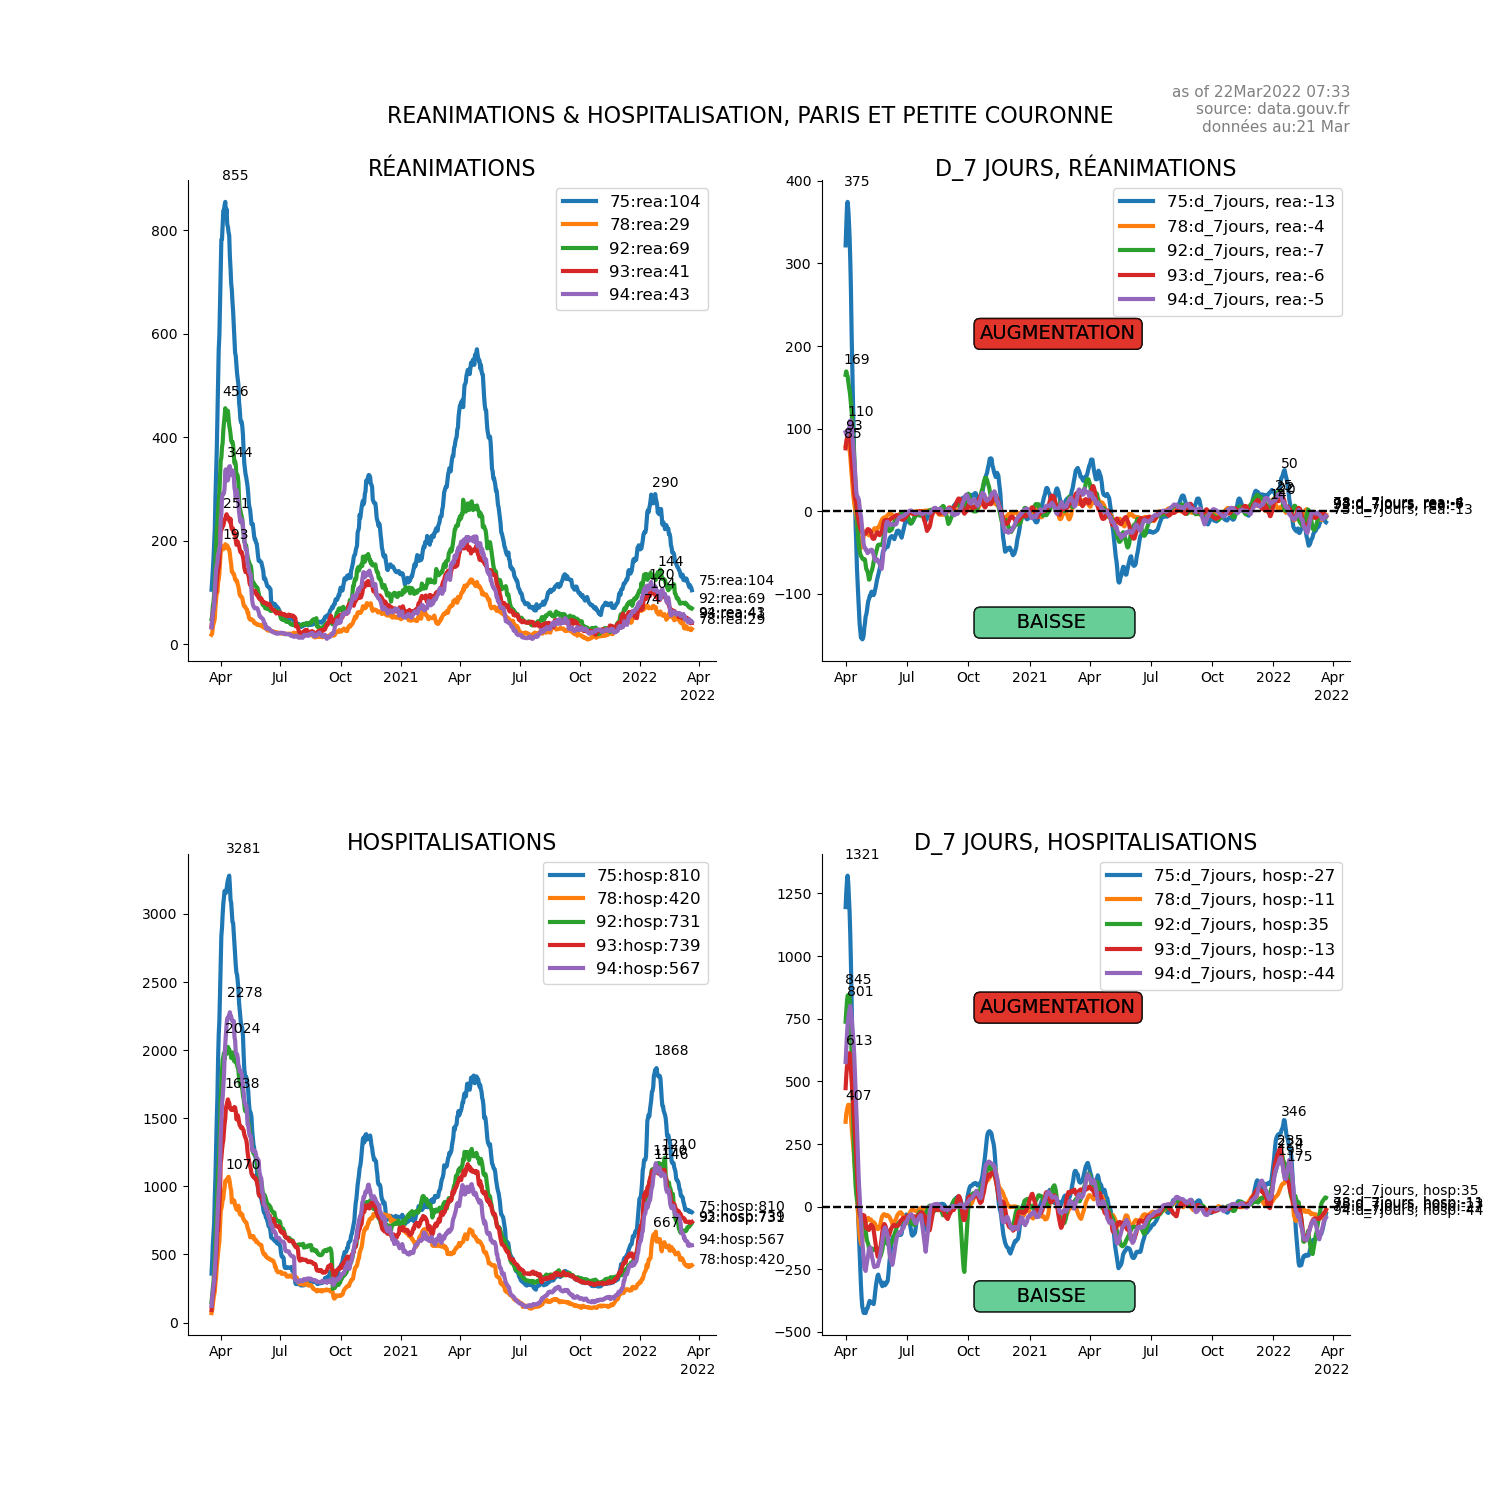 as of 22Mar2022 07:33
source: data.gouv.fr
données au:21 Mar
REANIMATIONS & HOSPITALISATION, PARIS ET PETITE COURONNE
RÉANIMATIONS
855
75:rea:104
78:rea:29
92:rea:69
93:rea:41
94:rea:43
800
600
400
200
0
456
344
251
193
290
144
120
104
74
75:rea:104
92:rea:69
78:rea:29
Apr
Jul
Oct
2021
Apr
Jul
Oct
2022
Apr
2022
D_7 JOURS, RÉANIMATIONS
375
75:d_7jours, rea:-13
78:d_7jours, rea:-4
92:d_7jours, rea:-7
93:d_7jours, rea:-6
94:d_7jours, rea:-5
400
300
200
100
0
−100
AUGMENTATION
169
110
93
85
50
14
BAISSE
Apr
Jul
Oct
2021
Apr
Jul
Oct
2022
Apr
2022
HOSPITALISATIONS
3281
75:hosp:810
78:hosp:420
92:hosp:731
93:hosp:739
94:hosp:567
3000
2500
2000
1500
1000
500
0
2278
2024
1638
1070
1868
1210
1146
667
75:hosp:810
94:hosp:567
78:hosp:420
Apr
Jul
Oct
2021
Apr
Jul
Oct
2022
Apr
2022
D_7 JOURS, HOSPITALISATIONS
1321
75:d_7jours, hosp:-27
78:d_7jours, hosp:-11
92:d_7jours, hosp:35
93:d_7jours, hosp:-13
94:d_7jours, hosp:-44
1250
1000
750
500
250
0
−250
−500
845
801
AUGMENTATION
613
407
346
175
92:d_7jours, hosp:35
94:d_7jours, hosp:-44
BAISSE
Apr
Jul
Oct
2021
Apr
Jul
Oct
2022
Apr
2022